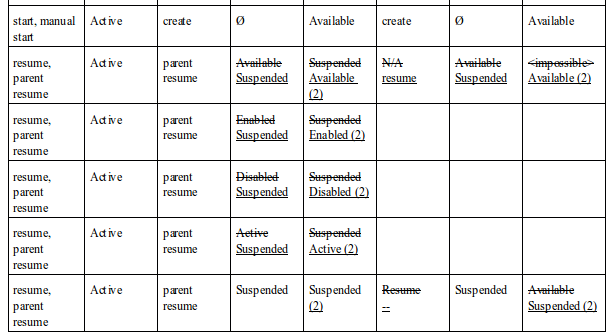 start, manual start Active create Ø Available create Ø Available
resume, parent resume Active parent resume Available Suspended Suspended Available (2) N/A resume Available Suspended <impossible> Available (2)
resume, parent resume Active parent resume Enabled Suspended Suspended Enabled (2)
resume, parent resume Active parent resume Disabled Suspended Suspended Disabled (2)
resume, parent resume Active parent resume Active Suspended Suspended Active (2)
resume, parent resume Active parent resume Suspended Suspended (2) Resume -- Suspended Available Suspended (2)